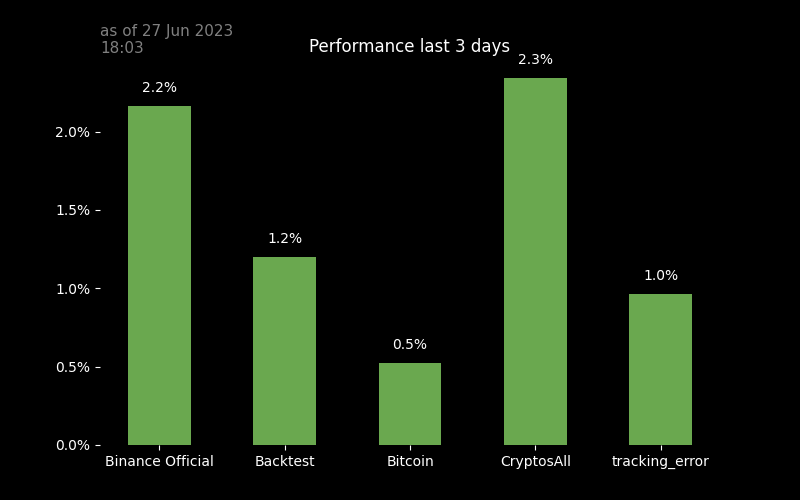 as of 27 Jun 2023
18:03
Performance last 3 days
2.3%
2.2%
2.0%
1.5%
1.2%
1.0%
1.0%
0.5%
0.5%
0.0%
Binance Official
Backtest
Bitcoin
CryptosAll
tracking_error